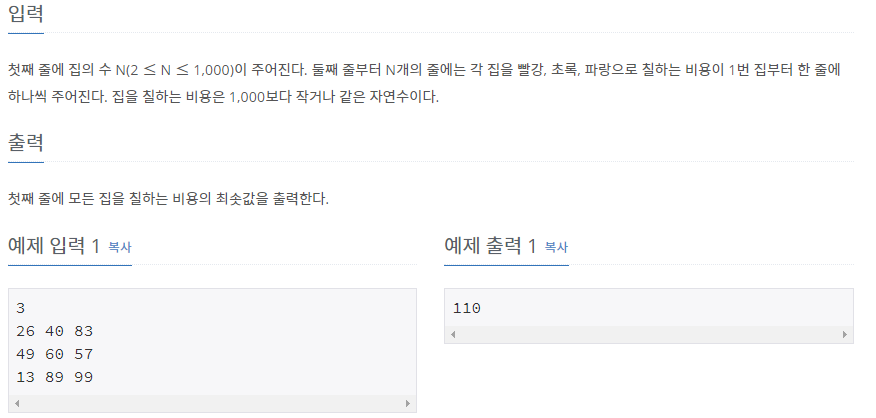 입력
첫째 줄에 집의 수 N(2 ≤ N ≤ 1,000)이 주어진다. 둘째 줄부터 N개의 줄에는 각 집을 빨강, 초록, 파랑으로 칠하는 비용이 1번 집부터 한 줄에
하나씩 주어진다. 집을 칠하는 비용은 1,000보다 작거나 같은 자연수이다.
출력
첫째 줄에 모든 집을 칠하는 비용의 최솟값을 출력한다.
예제 입력 1 복사
3
26 40 83
49 60 57
13 89 99
예제 출력 1 복사
110